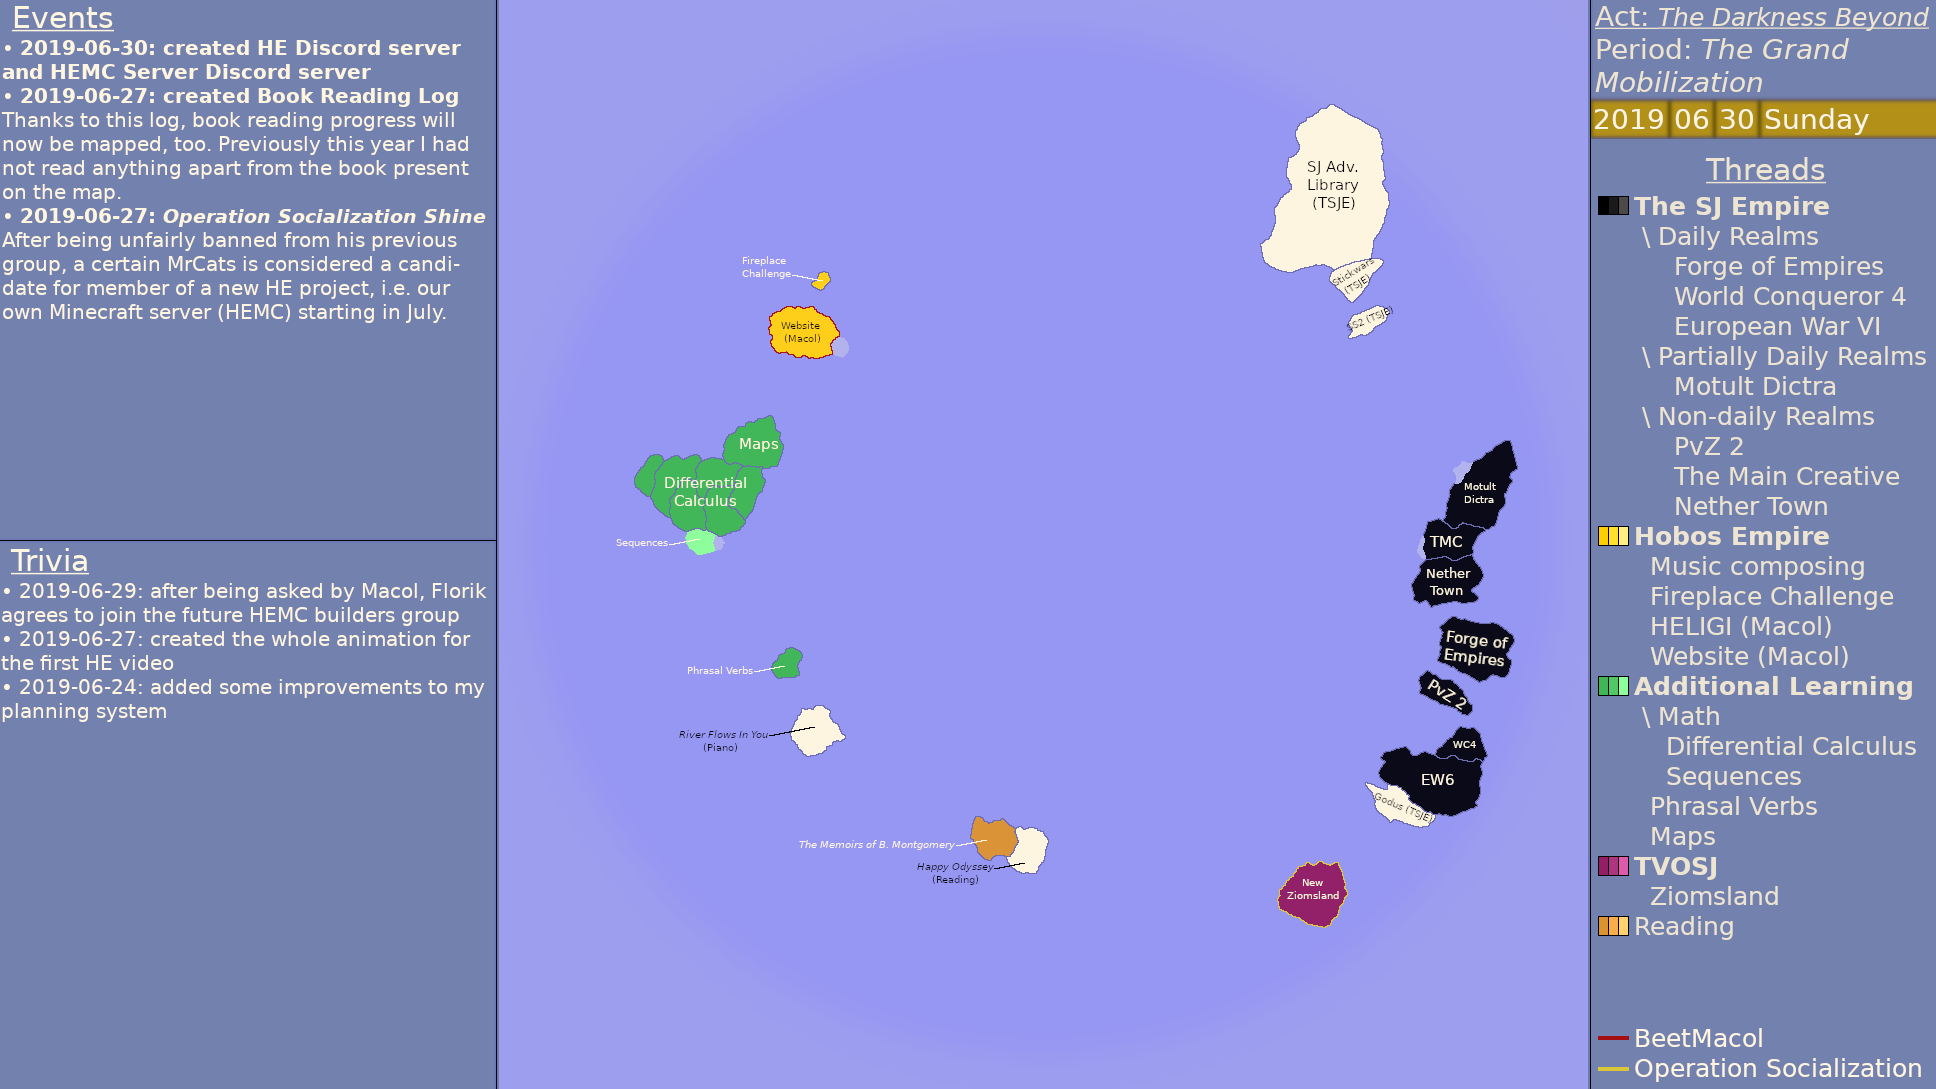 Events
• 2019-06-30: created HE Discord server
and HEMC Server Discord server
• 2019-06-27: created Book Reading Log
Thanks to this log, book reading progress will
now be mapped, too. Previously this year I had
not read anything apart from the book present
on the map.
• 2019-06-27: Operation Socialization Shine
After being unfairly banned from his previous
group, a certain MrCats is considered a candi-
date for member of a new HE project, i.e. our
own Minecraft server (HEMC) starting in July.
Trivia
• 2019-06-29: after being asked by Macol, Florik
agrees to join the future HEMC builders group
• 2019-06-27: created the whole animation for
the first HE video
• 2019-06-24: added some improvements to my
planning system
SJ Adv.
Library
(TSJE)
Stickwars
(TSJE)
SS2 (TSJE)
Fireplace
Challenge
Website
(Macol)
Maps
Differential
Calculus
Sequences
Motult
Dictra
TMC
Nether
Town
Forge of
Empires
PvZ 2
WC4
EW6
Godus (TSJE)
Phrasal Verbs
River Flows In You
(Piano)
The Memoirs of B. Montgomery
Happy Odyssey
(Reading)
New
Ziomsland
Act: The Darkness Beyond
Period: The Grand
Mobilization
2019 06 30 Sunday
Threads
The SJ Empire
\ Daily Realms
Forge of Empires
World Conqueror 4
European War VI
\ Partially Daily Realms
Motult Dictra
\ Non-daily Realms
PvZ 2
The Main Creative
Nether Town
Hobos Empire
Music composing
Fireplace Challenge
HELIGI (Macol)
Website (Macol)
Additional Learning
\ Math
Differential Calculus
Sequences
Phrasal Verbs
Maps
TVOSJ
Ziomsland
Reading
BeetMacol
Operation Socialization